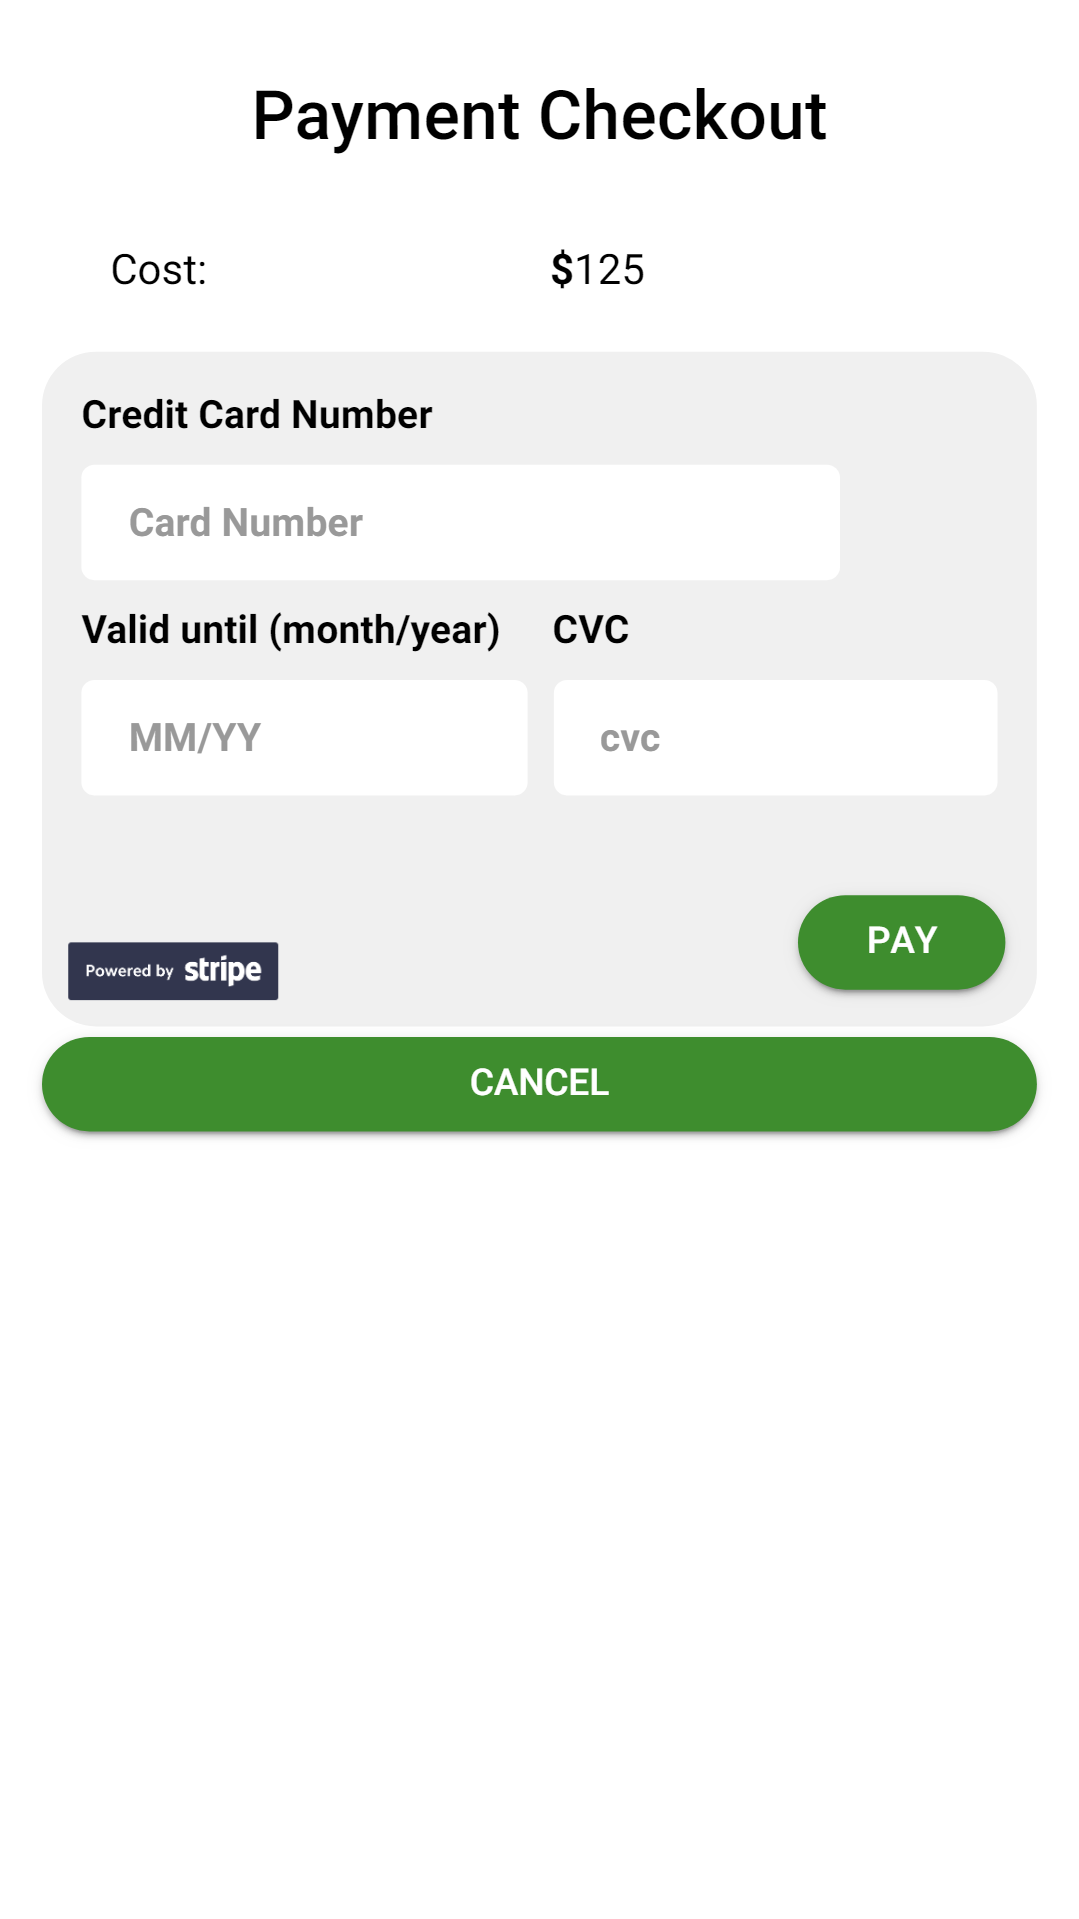 Payment Checkout
Cost: $125
Credit Card Number
Card Number
Valid until (month/year) CVC
MM/YY cvc
PAY
Powered by stripe
CANCEL